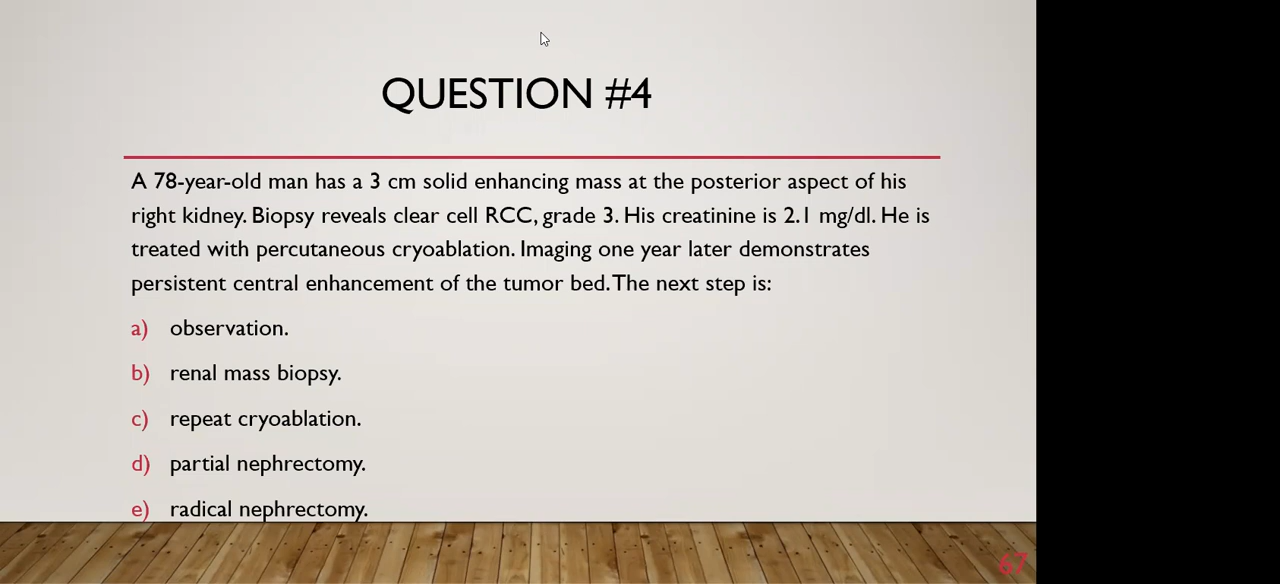 QUESTION #4
A 78-year-old man has a 3 cm solid enhancing mass at the posterior aspect of his
right kidney. Biopsy reveals clear cell RCC, grade 3. His creatinine is 2.1 mg/dl. He is
treated with percutaneous cryoablation. Imaging one year later demonstrates
persistent central enhancement of the tumor bed. The next step is:
a) observation.
b) renal mass biopsy.
c) repeat cryoablation.
d) partial nephrectomy.
e) radical nephrectomy.
67